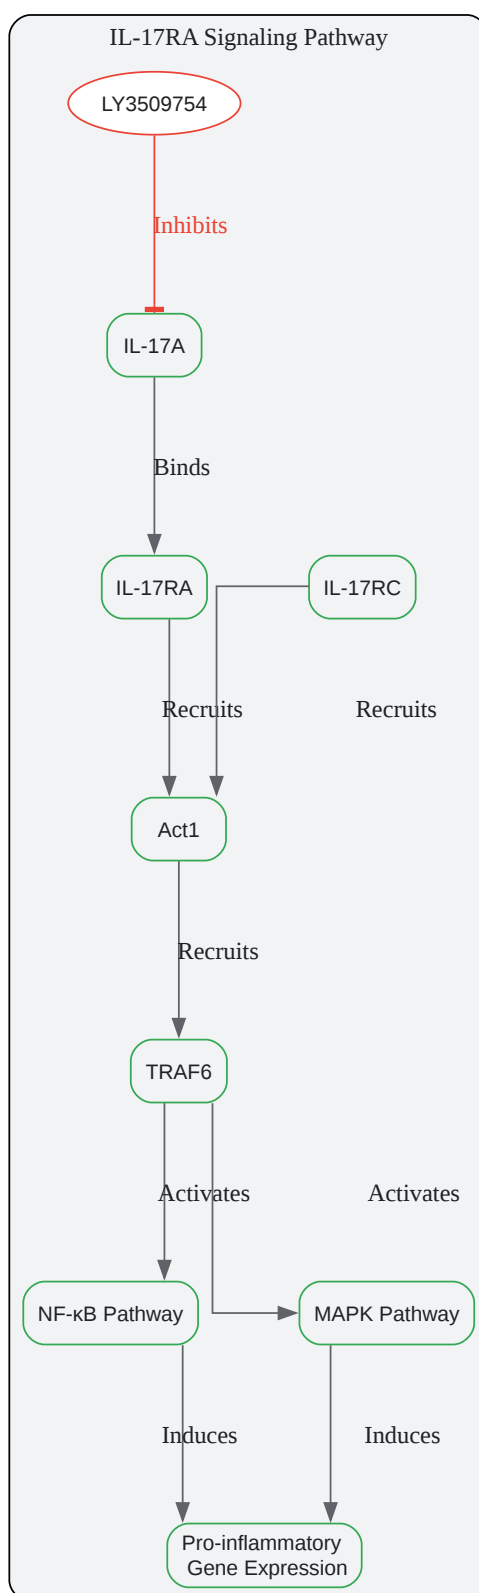 IL-17RA Signaling Pathway
LY3509754
Inhibits
IL-17A
Binds
IL-17RA
IL-17RC
Recruits
Recruits
Act1
Recruits
TRAF6
Activates
Activates
NF-κB Pathway
MAPK Pathway
Induces
Induces
Pro-inflammatory
Gene Expression